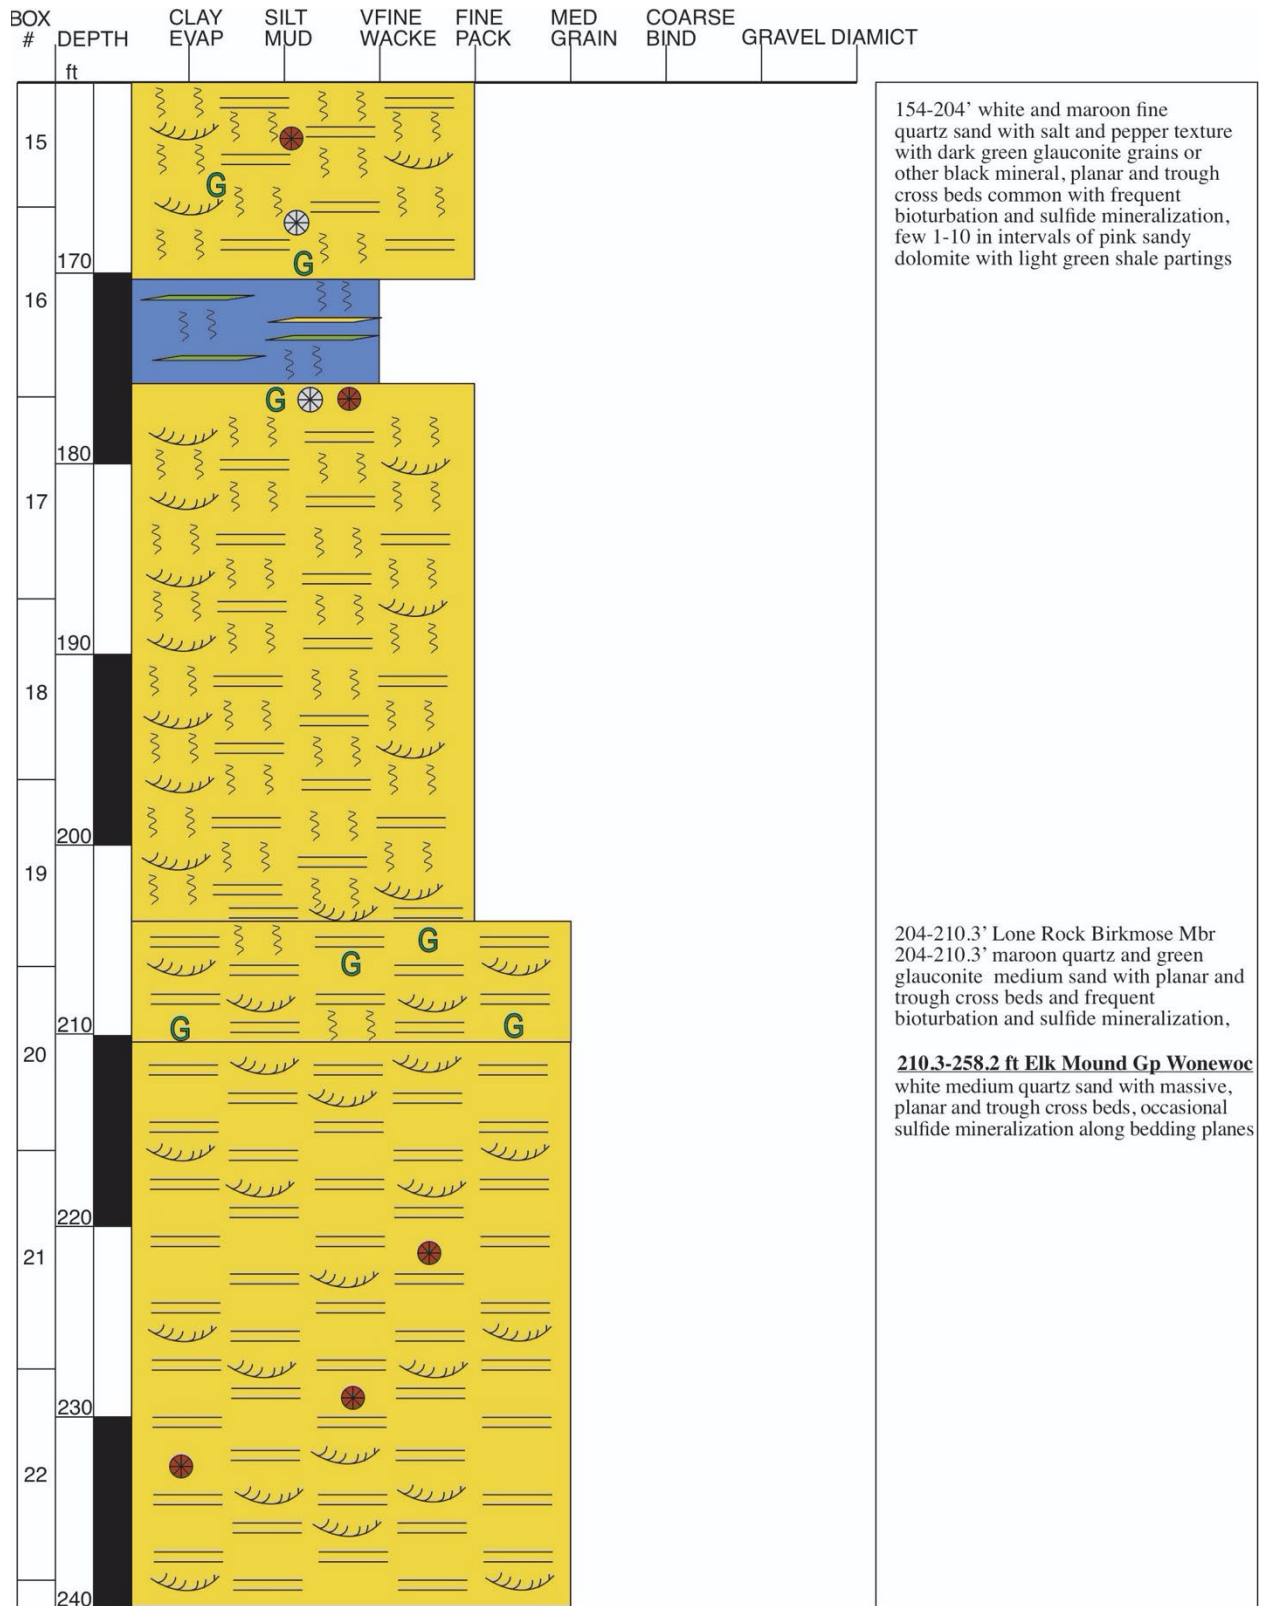 BOX
#
DEPTH
ft
CLAY
EVAP
SILT
MUD
VFINE
WACKE
FINE
PACK
MED
GRAIN
COARSE
BIND
GRAVEL DIAMICT
15
170
16
180
17
190
18
200
19
210
20
220
21
230
22
240
G
G
G
G
G
G
G
154-204’ white and maroon fine
quartz sand with salt and pepper texture
with dark green glauconite grains or
other black mineral, planar and trough
cross beds common with frequent
bioturbation and sulfide mineralization,
few 1-10 in intervals of pink sandy
dolomite with light green shale partings
204-210.3’ Lone Rock Birkmose Mbr
204-210.3’ maroon quartz and green
glauconite medium sand with planar and
trough cross beds and frequent
bioturbation and sulfide mineralization,
210.3-258.2 ft Elk Mound Gp Wonewoc
white medium quartz sand with massive,
planar and trough cross beds, occasional
sulfide mineralization along bedding planes